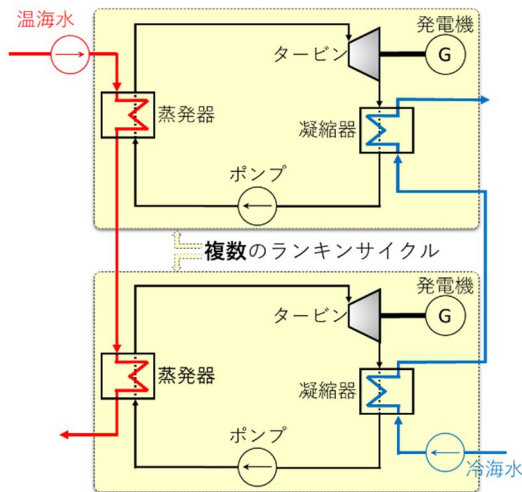 温海水
発電機
タービン
G
蒸発器
凝縮器
ポンプ
複数のランキンサイクル
発電機
タービン
G
蒸発器
凝縮器
ポンプ
冷海水